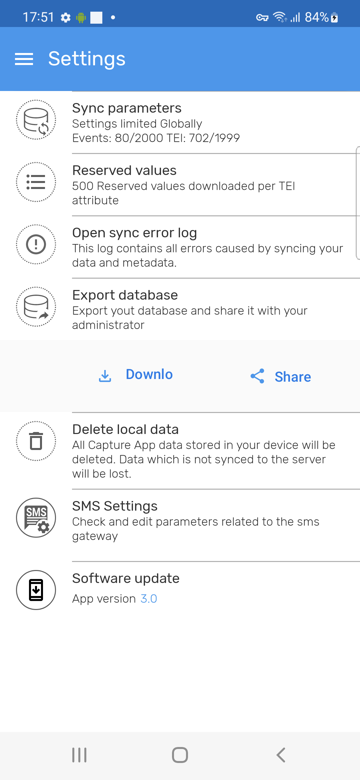 17:51 84%
Settings
Sync parameters
Settings limited Globally
Events: 80/2000 TEI: 702/1999
Reserved values
500 Reserved values downloaded per TEI
attribute
Open sync error log
This log contains all errors caused by syncing your
data and metadata.
Export database
Export yout database and share it with your
administrator
Downlo Share
Delete local data
All Capture App data stored in your device will be
deleted. Data which is not synced to the server
will be lost.
SMS
SMS Settings
Check and edit parameters related to the sms
gateway
Software update
App version 3.0